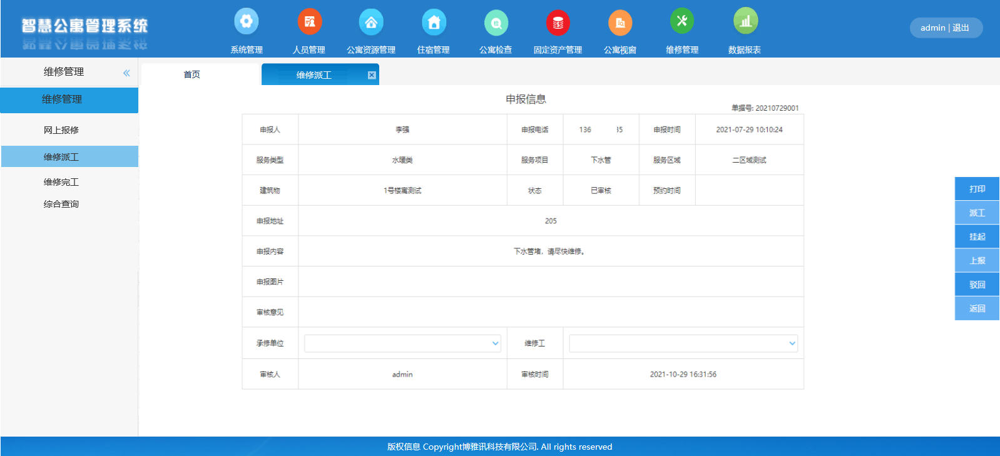 智慧公寓管理系统
系统管理 人员管理 公寓资源管理 住宿管理 公寓检查 固定资产管理 公寓视窗 维修管理 数据报表
admin | 退出
维修管理 «
首页 维修派工
维修管理
网上报修
维修派工
维修完工
综合查询
申报信息
单据号: 20210729001
申报人 李强 申报电话 136 35 申报时间 2021-07-29 10:10:24
服务类型 水暖类 服务项目 下水管 服务区域 二区域测试
建筑物 1号楼寓测试 状态 已审核 预约时间
申报地址 205
申报内容 下水管堵，请尽快维修。
申报图片
审核意见
承修单位 维修工
审核人 admin 审核时间 2021-10-29 16:31:56
打印
派工
挂起
上报
驳回
返回
版权信息 Copyright博雅讯科技有限公司. All rights reserved